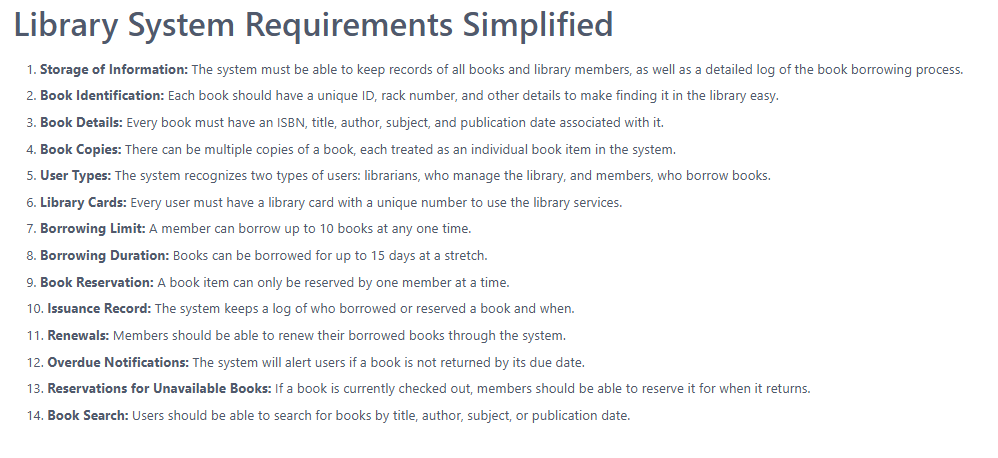 Library System Requirements Simplified
1. Storage of Information: The system must be able to keep records of all books and library members, as well as a detailed log of the book borrowing process.
2. Book Identification: Each book should have a unique ID, rack number, and other details to make finding it in the library easy.
3. Book Details: Every book must have an ISBN, title, author, subject, and publication date associated with it.
4. Book Copies: There can be multiple copies of a book, each treated as an individual book item in the system.
5. User Types: The system recognizes two types of users: librarians, who manage the library, and members, who borrow books.
6. Library Cards: Every user must have a library card with a unique number to use the library services.
7. Borrowing Limit: A member can borrow up to 10 books at any one time.
8. Borrowing Duration: Books can be borrowed for up to 15 days at a stretch.
9. Book Reservation: A book item can only be reserved by one member at a time.
10. Issuance Record: The system keeps a log of who borrowed or reserved a book and when.
11. Renewals: Members should be able to renew their borrowed books through the system.
12. Overdue Notifications: The system will alert users if a book is not returned by its due date.
13. Reservations for Unavailable Books: If a book is currently checked out, members should be able to reserve it for when it returns.
14. Book Search: Users should be able to search for books by title, author, subject, or publication date.